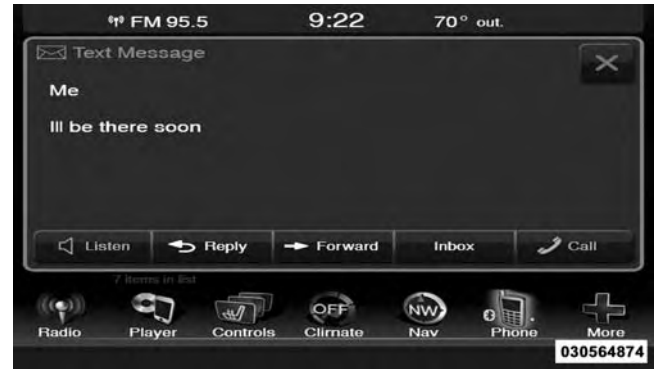 FM 95.5 9:22 70° out.
Text Message
Me
Ill be there soon
Listen Reply Forward Inbox Call
7 items in list
OFF NW
Radio Player Controls Climate Nav Phone More
030564874